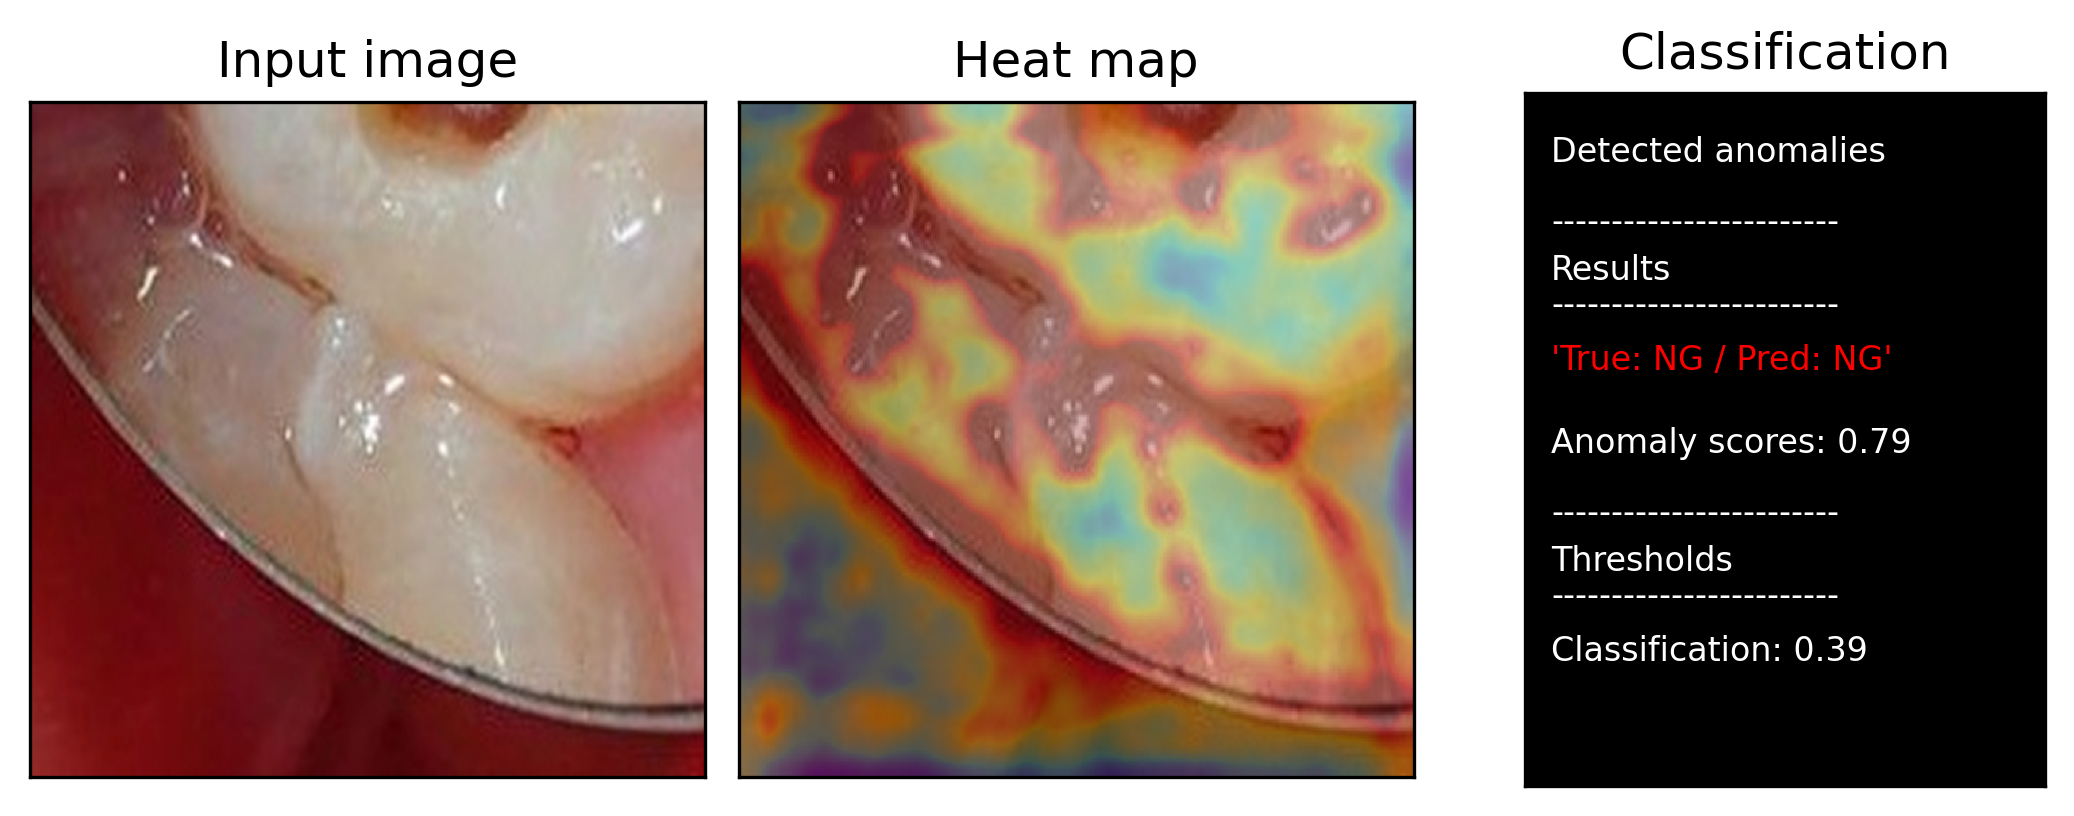 Input image
Heat map
Classification
Detected anomalies
------------------------
Results
------------------------
'True: NG / Pred: NG'
Anomaly scores: 0.79
------------------------
Thresholds
------------------------
Classification: 0.39